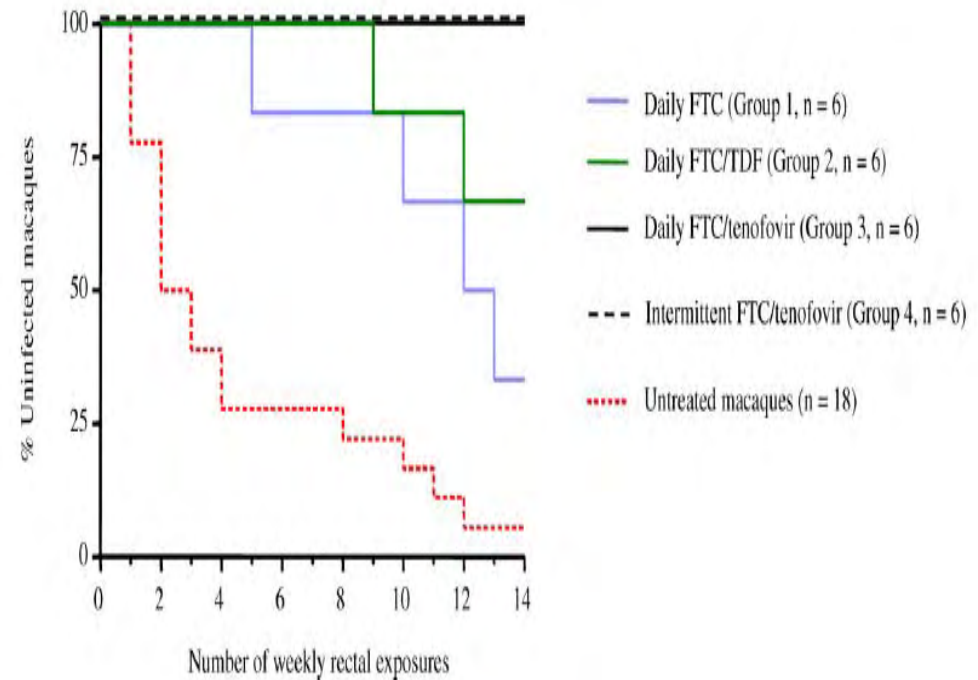 % Uninfected macaques
100
75
50
25
0
0 2 4 6 8 10 12 14
Number of weekly rectal exposures
Daily FTC (Group 1, n = 6)
Daily FTC/TDF (Group 2, n = 6)
Daily FTC/tenofovir (Group 3, n = 6)
Intermittent FTC/tenofovir (Group 4, n = 6)
Untreated macaques (n = 18)